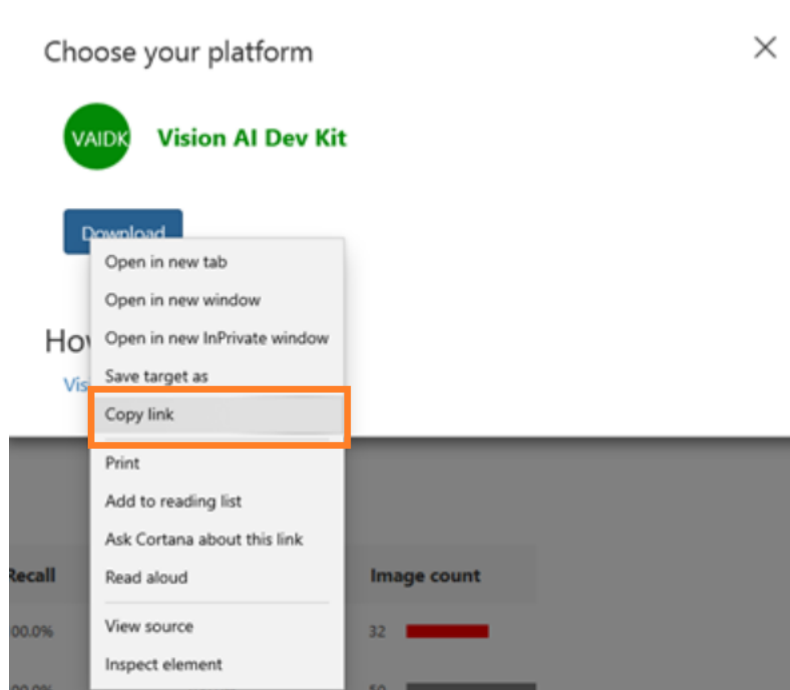 Choose your platform
VAIDK
Vision AI Dev Kit
Download
Open in new tab
Open in new window
Open in new InPrivate window
Save target as
Copy link
Print
Add to reading list
Ask Cortana about this link
Read aloud
View source
Inspect element
Recall
Image count
32